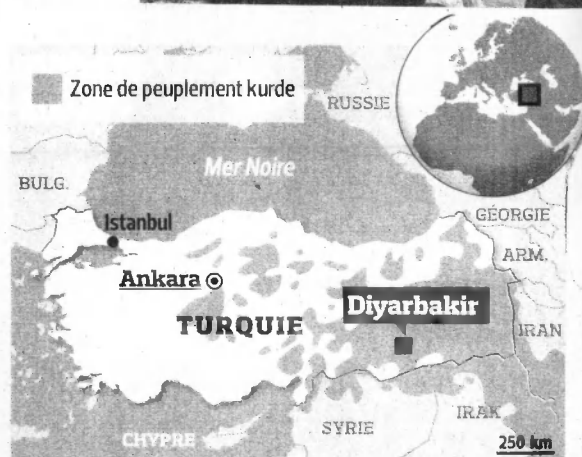 Zone de peuplement kurde
RUSSIE
Mer Noire
BULG.
Istanbul
GÉORGIE
ARM.
Ankara
Diyarbakir
TURQUIE
IRAN
CHYPRE
SYRIE
IRAK
250 km